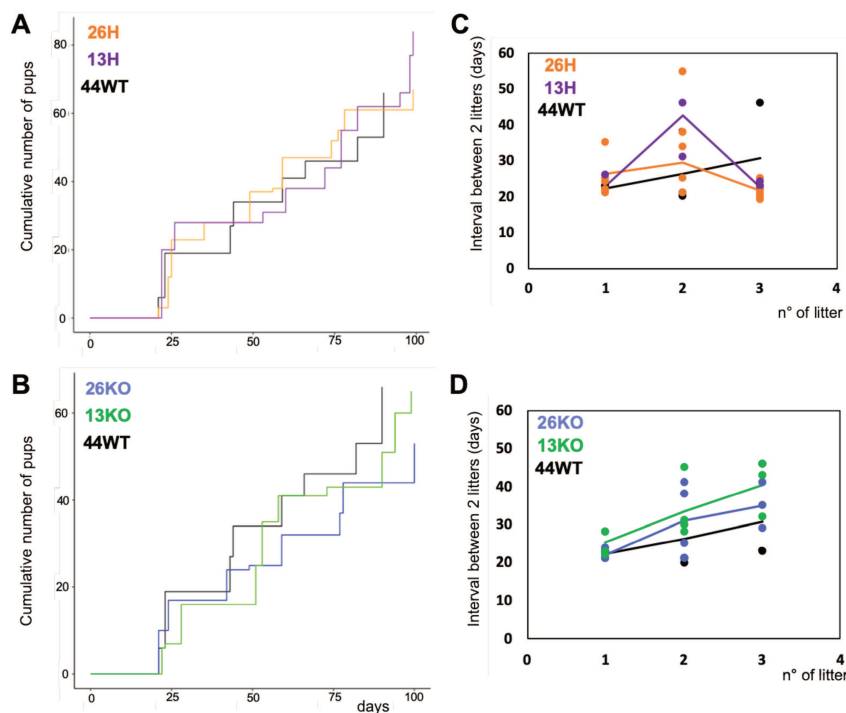 A
26H
13H
44WT
Cumulative number of pups
80
60
40
20
0
0 25 50 75 100
C
26H
13H
44WT
Interval between 2 litters (days)
60
50
40
30
20
10
0
0 1 2 3 4
n° of litter
B
26KO
13KO
44WT
Cumulative number of pups
60
40
20
0
0 25 50 75 100
days
D
26KO
13KO
44WT
Interval between 2 litters (days)
60
50
40
30
20
10
0
0 1 2 3 4
n° of litter